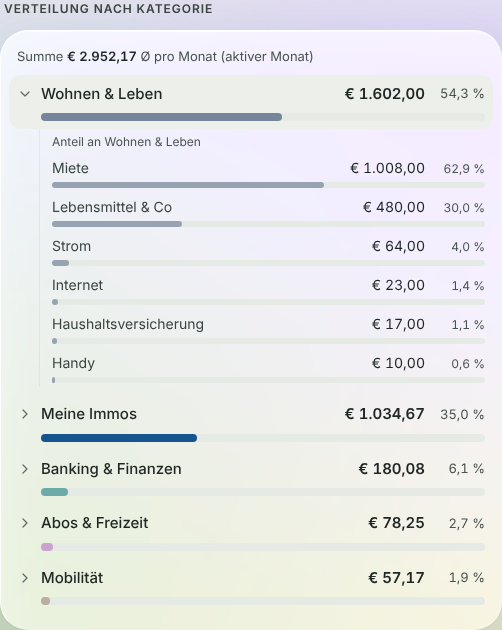 VERTEILUNG NACH KATEGORIE
Summe € 2.952,17 Ø pro Monat (aktiver Monat)
Wohnen & Leben € 1.602,00 54,3 %
Anteil an Wohnen & Leben
Miete € 1.008,00 62,9 %
Lebensmittel & Co € 480,00 30,0 %
Strom € 64,00 4,0 %
Internet € 23,00 1,4 %
Haushaltsversicherung € 17,00 1,1 %
Handy € 10,00 0,6 %
Meine Immos € 1.034,67 35,0 %
Banking & Finanzen € 180,08 6,1 %
Abos & Freizeit € 78,25 2,7 %
Mobilität € 57,17 1,9 %